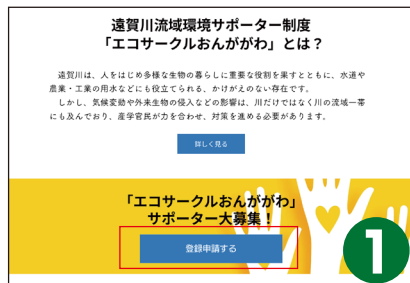 遠賀川流域環境サポーター制度
「エコサークルおんががわ」とは？
遠賀川は、人をはじめ多様な生物の暮らしに重要な役割を果すとともに、水道や
農業・工業の用水などにも役立てられる、かけがえのない存在です。
しかし、気候変動や外来生物の侵入などの影響は、川だけではなく川の流域一帯
にも及んでおり、産学官民が力を合わせ、対策を進める必要があります。
詳しく見る
「エコサークルおんががわ」
サポーター大募集！
登録申請する
1